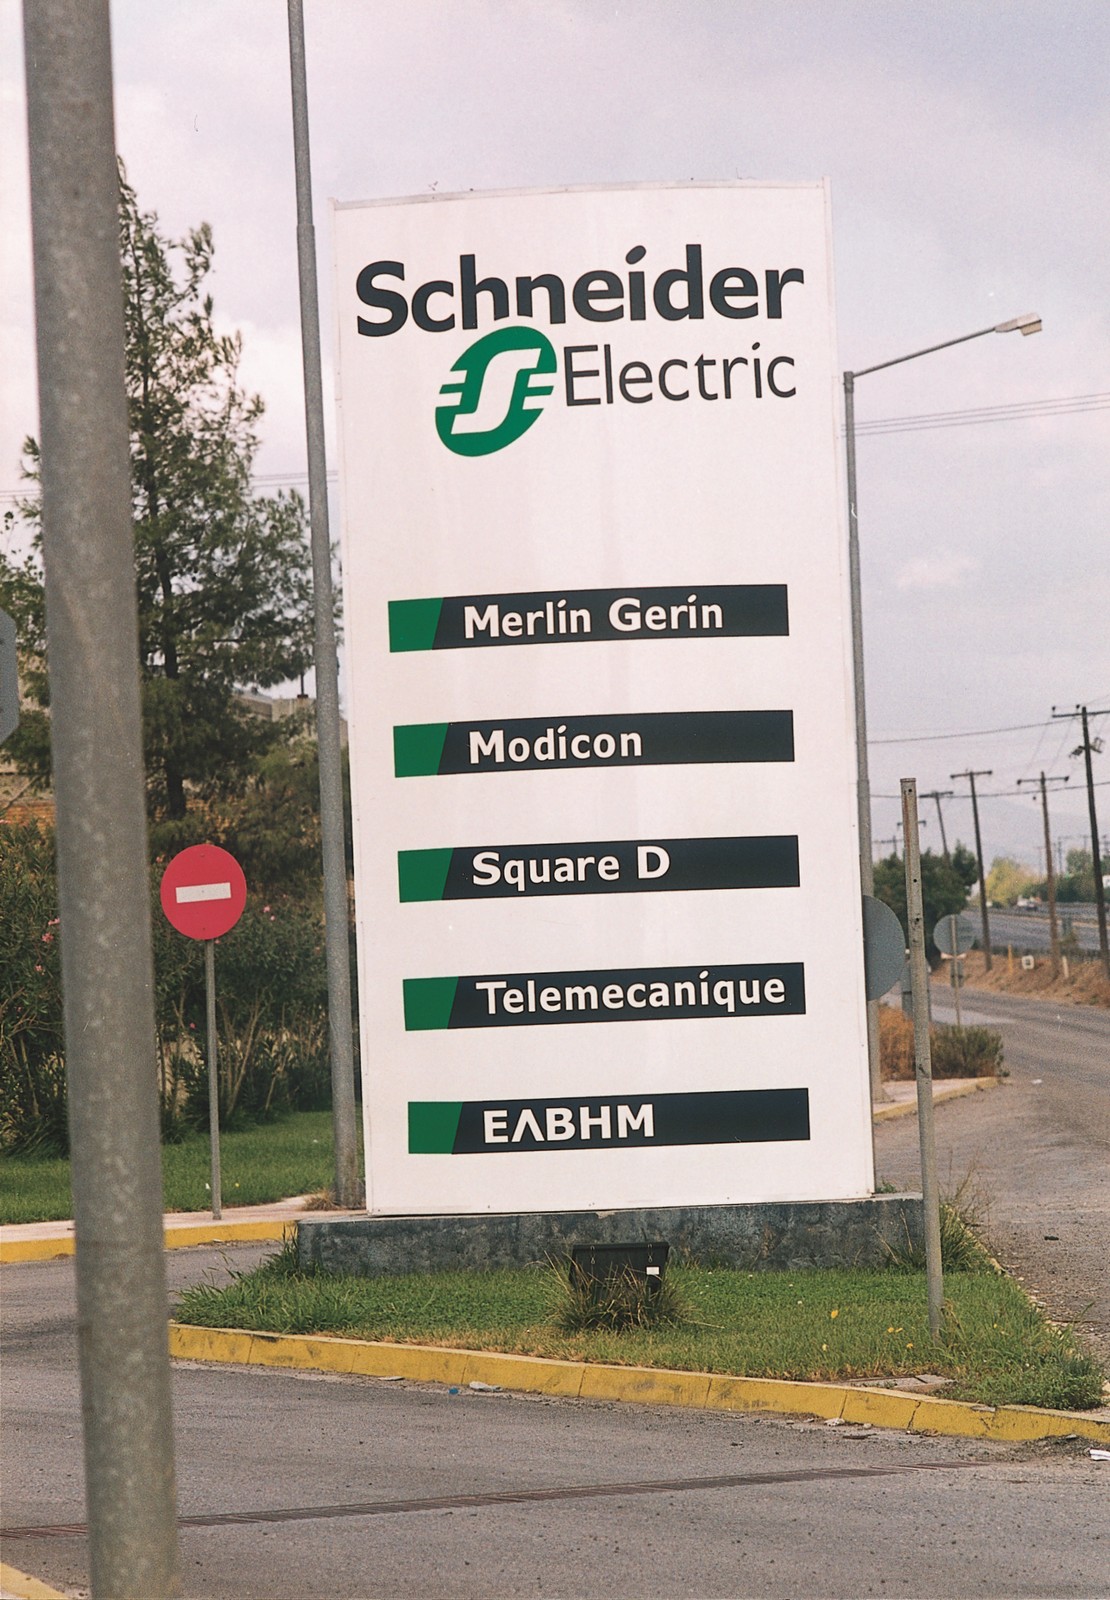 Schneider
Electric
Merlin Gerin
Modicon
Square D
Telemecanique
ΕΛΒΗΜ